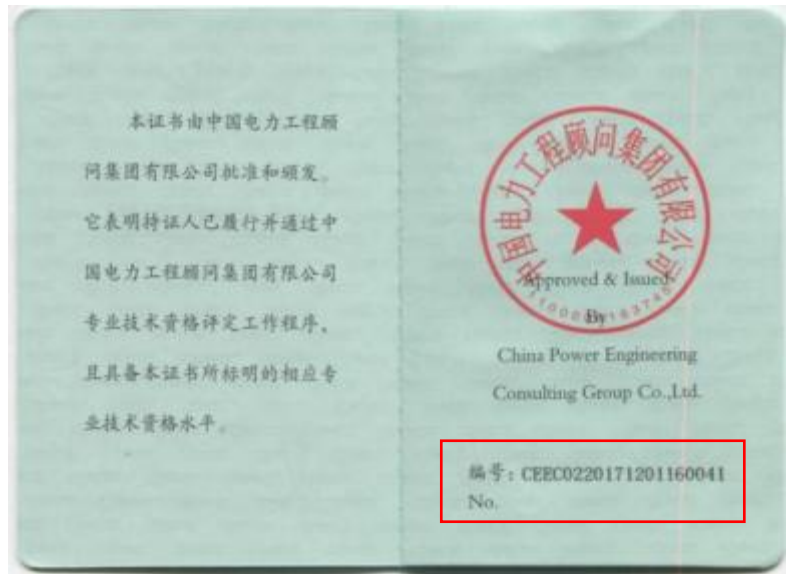 本证书由中国电力工程顾
问集团有限公司批准和颁发。
它表明持证人已履行并通过中
国电力工程顾问集团有限公司
专业技术资格评定工作程序，
且具备本证书所标明的相应专
业技术资格水平。
中国电力工程顾问集团有限公司
Approved & Issued
By
China Power Engineering
Consulting Group Co.,Ltd.
编号：CEEC0220171201160041
No.